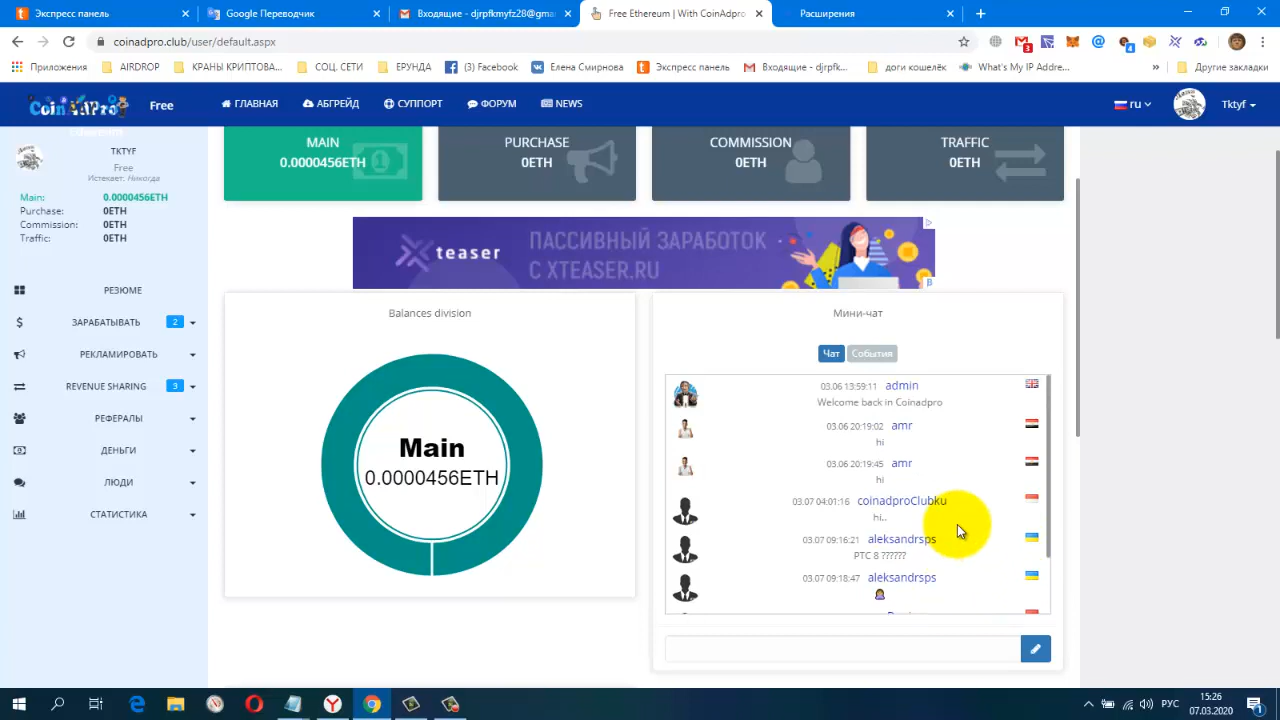 Экспресс панель
Google Переводчик
Входящие - djrpfkmyfz28@gma
Free Ethereum | With CoinAdpro
Расширения
coinadpro.club/user/default.aspx
3
4
Приложения
AIRDROP
КРАНЫ КРИПТОВА...
СОЦ. СЕТИ
ЕРУНДА
(3) Facebook
Елена Смирнова
Экспресс панель
Входящие - djrpfk...
доги кошелёк
What's My IP Addre...
»
Другие закладки
CoinAdPro
Free
ГЛАВНАЯ
АБГРЕЙД
СУППОРТ
ФОРУМ
NEWS
ru
Tktyf
Ethereum
TKTYF
Free
Истекает: Никогда
Main: 0.0000456ETH
Purchase: 0ETH
Commission: 0ETH
Traffic: 0ETH
РЕЗЮМЕ
ЗАРАБАТЫВАТЬ 2
РЕКЛАМИРОВАТЬ
REVENUE SHARING 3
РЕФЕРАЛЫ
ДЕНЬГИ
ЛЮДИ
СТАТИСТИКА
MAIN
0.0000456ETH
PURCHASE
0ETH
COMMISSION
0ETH
TRAFFIC
0ETH
teaser
ПАССИВНЫЙ ЗАРАБОТОК
С XTEASER.RU
Balances division
Main
0.0000456ETH
Мини-чат
Чат
События
03.06 13:59:11 admin
Welcome back in Coinadpro
03.06 20:19:02 amr
hi
03.06 20:19:45 amr
hi
03.07 04:01:16 coinadproClubku
hi..
03.07 09:16:21 aleksandrsps
PTC 8 ??????
03.07 09:18:47 aleksandrsps
РУС
15:26
07.03.2020
1